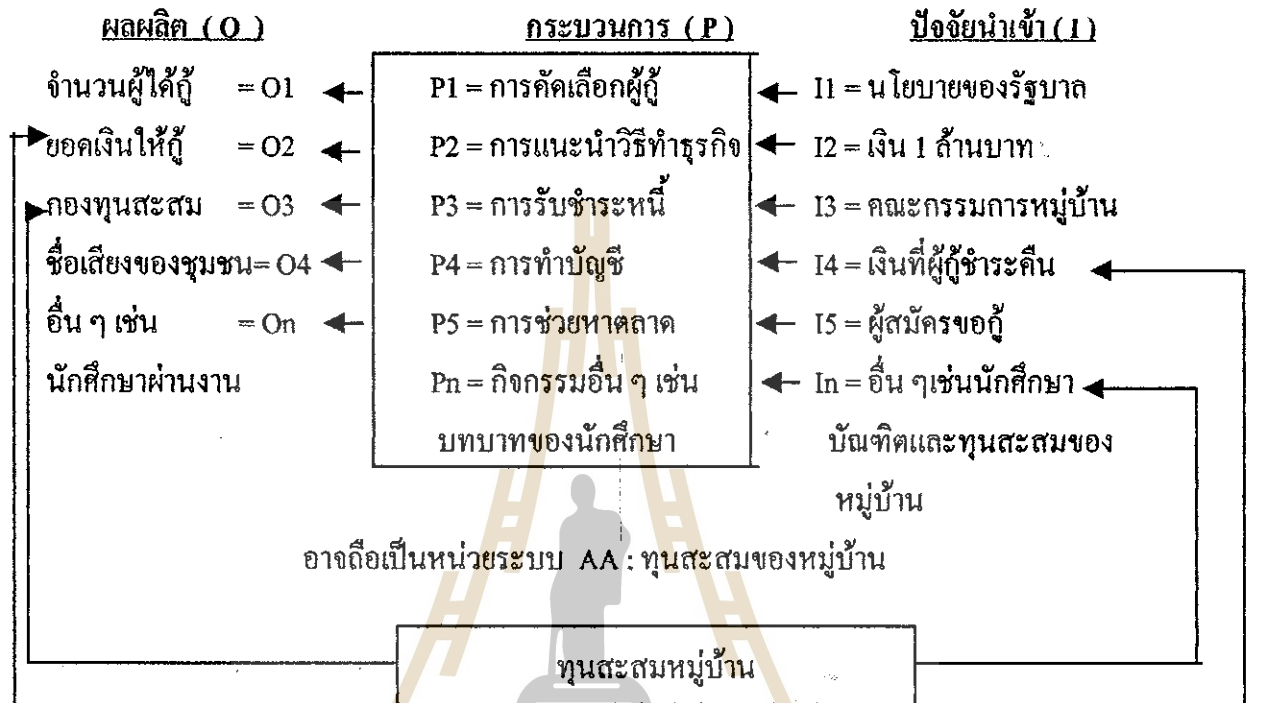 ผลผลิต ( O ) กระบวนการ ( P ) ปัจจัยนำเข้า ( I )
จำนวนผู้ได้กู้ = O1 P1 = การคัดเลือกผู้กู้ I1 = นโยบายของรัฐบาล
ยอดเงินให้กู้ = O2 P2 = การแนะนำวิธีทำธุรกิจ I2 = เงิน 1 ล้านบาท
กองทุนสะสม = O3 P3 = การรับชำระหนี้ I3 = คณะกรรมการหมู่บ้าน
ชื่อเสียงของชุมชน= O4 P4 = การทำบัญชี I4 = เงินที่ผู้กู้ชำระคืน
อื่น ๆ เช่น = On P5 = การช่วยหาตลาด I5 = ผู้สมัครขอกู้
นักศึกษาผ่านงาน Pn = กิจกรรมอื่น ๆ เช่น In = อื่น ๆเช่นนักศึกษา
บทบาทของนักศึกษา บัณฑิตและทุนสะสมของ
หมู่บ้าน
อาจถือเป็นหน่วยระบบ AA : ทุนสะสมของหมู่บ้าน
ทุนสะสมหมู่บ้าน